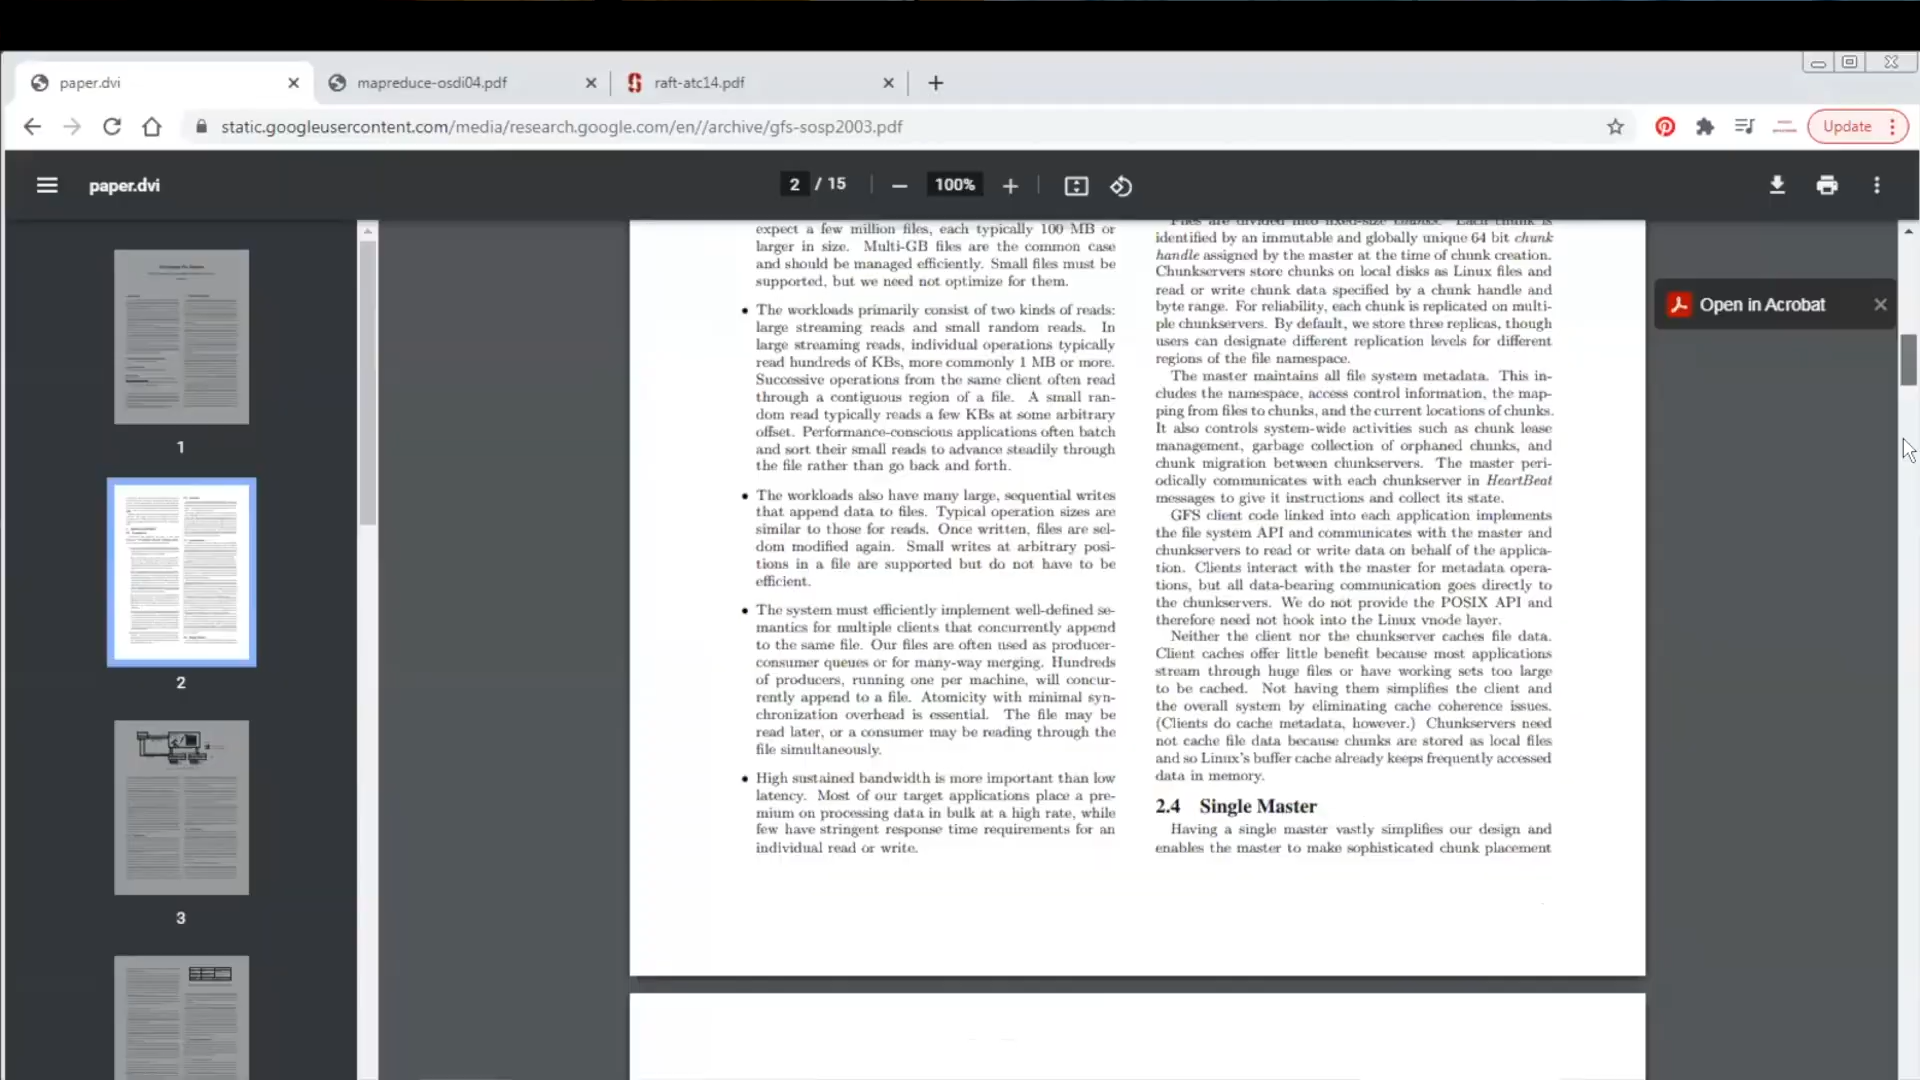 paper.dvi
mapreduce-osdi04.pdf
raft-atc14.pdf
static.googleusercontent.com/media/research.google.com/en//archive/gfs-sosp2003.pdf
Update
paper.dvi
2 / 15
100%
Open in Acrobat
1
2
3
expect a few million files, each typically 100 MB or
larger in size. Multi-GB files are the common case
and should be managed efficiently. Small files must be
supported, but we need not optimize for them.
• The workloads primarily consist of two kinds of reads:
large streaming reads and small random reads. In
large streaming reads, individual operations typically
read hundreds of KBs, more commonly 1 MB or more.
Successive operations from the same client often read
through a contiguous region of a file. A small ran-
dom read typically reads a few KBs at some arbitrary
offset. Performance-conscious applications often batch
and sort their small reads to advance steadily through
the file rather than go back and forth.
• The workloads also have many large, sequential writes
that append data to files. Typical operation sizes are
similar to those for reads. Once written, files are sel-
dom modified again. Small writes at arbitrary posi-
tions in a file are supported but do not have to be
efficient.
• The system must efficiently implement well-defined se-
mantics for multiple clients that concurrently append
to the same file. Our files are often used as producer-
consumer queues or for many-way merging. Hundreds
of producers, running one per machine, will concur-
rently append to a file. Atomicity with minimal syn-
chronization overhead is essential. The file may be
read later, or a consumer may be reading through the
file simultaneously.
• High sustained bandwidth is more important than low
latency. Most of our target applications place a pre-
mium on processing data in bulk at a high rate, while
few have stringent response time requirements for an
individual read or write.
Files are divided into fixed-size chunks. Each chunk is
identified by an immutable and globally unique 64 bit chunk
handle assigned by the master at the time of chunk creation.
Chunkservers store chunks on local disks as Linux files and
read or write chunk data specified by a chunk handle and
byte range. For reliability, each chunk is replicated on multi-
ple chunkservers. By default, we store three replicas, though
users can designate different replication levels for different
regions of the file namespace.
The master maintains all file system metadata. This in-
cludes the namespace, access control information, the map-
ping from files to chunks, and the current locations of chunks.
It also controls system-wide activities such as chunk lease
management, garbage collection of orphaned chunks, and
chunk migration between chunkservers. The master peri-
odically communicates with each chunkserver in HeartBeat
messages to give it instructions and collect its state.
GFS client code linked into each application implements
the file system API and communicates with the master and
chunkservers to read or write data on behalf of the applica-
tion. Clients interact with the master for metadata opera-
tions, but all data-bearing communication goes directly to
the chunkservers. We do not provide the POSIX API and
therefore need not hook into the Linux vnode layer.
Neither the client nor the chunkserver caches file data.
Client caches offer little benefit because most applications
stream through huge files or have working sets too large
to be cached. Not having them simplifies the client and
the overall system by eliminating cache coherence issues.
(Clients do cache metadata, however.) Chunkservers need
not cache file data because chunks are stored as local files
and so Linux's buffer cache already keeps frequently accessed
data in memory.
2.4 Single Master
Having a single master vastly simplifies our design and
enables the master to make sophisticated chunk placement